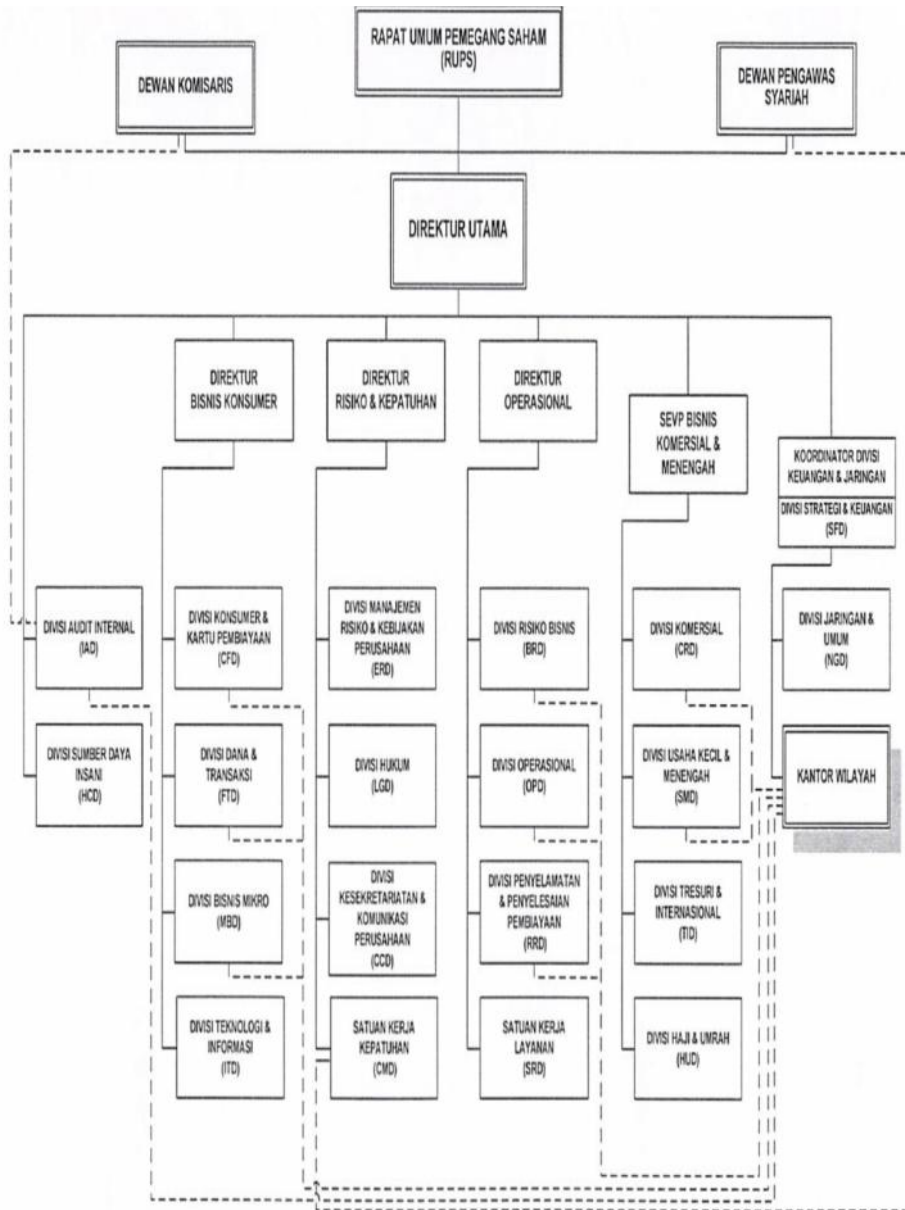 RAPAT UMUM PEMEGANG SAHAM
(RUPS)
DEWAN KOMISARIS
DEWAN PENGAWAS
SYARIAH
DIREKTUR UTAMA
DIREKTUR
BISNIS KONSUMER
DIREKTUR
RISIKO & KEPATUHAN
DIREKTUR
OPERASIONAL
SEVP BISNIS
KOMERSIAL &
MENENGAH
KOORDINATOR DIVISI
KEUANGAN & JARINGAN
DIVISI STRATEGI & KEUANGAN
(SFD)
DIVISI AUDIT INTERNAL
(IAD)
DIVISI KONSUMER &
KARTU PEMBIAYAAN
(CFD)
DIVISI MANAJEMEN
RISIKO & KEBIJAKAN
PERUSAHAAN
(ERD)
DIVISI RISIKO BISNIS
(BRD)
DIVISI KOMERSIAL
(CRD)
DIVISI JARINGAN &
UMUM
(NGD)
DIVISI SUMBER DAYA
INSANI
(HCD)
DIVISI DANA &
TRANSAKSI
(FTD)
DIVISI HUKUM
(LGD)
DIVISI OPERASIONAL
(OPD)
DIVISI USAHA KECIL &
MENENGAH
(SMD)
KANTOR WILAYAH
DIVISI BISNIS MIKRO
(MBD)
DIVISI
KESEKRETARIATAN &
KOMUNIKASI
PERUSAHAAN
(CCD)
DIVISI PENYELAMATAN
& PENYELESAIAN
PEMBIAYAAN
(RRD)
DIVISI TRESURI &
INTERNASIONAL
(TID)
DIVISI TEKNOLOGI &
INFORMASI
(ITD)
SATUAN KERJA
KEPATUHAN
(CMD)
SATUAN KERJA
LAYANAN
(SRD)
DIVISI HAJI & UMRAH
(HUD)